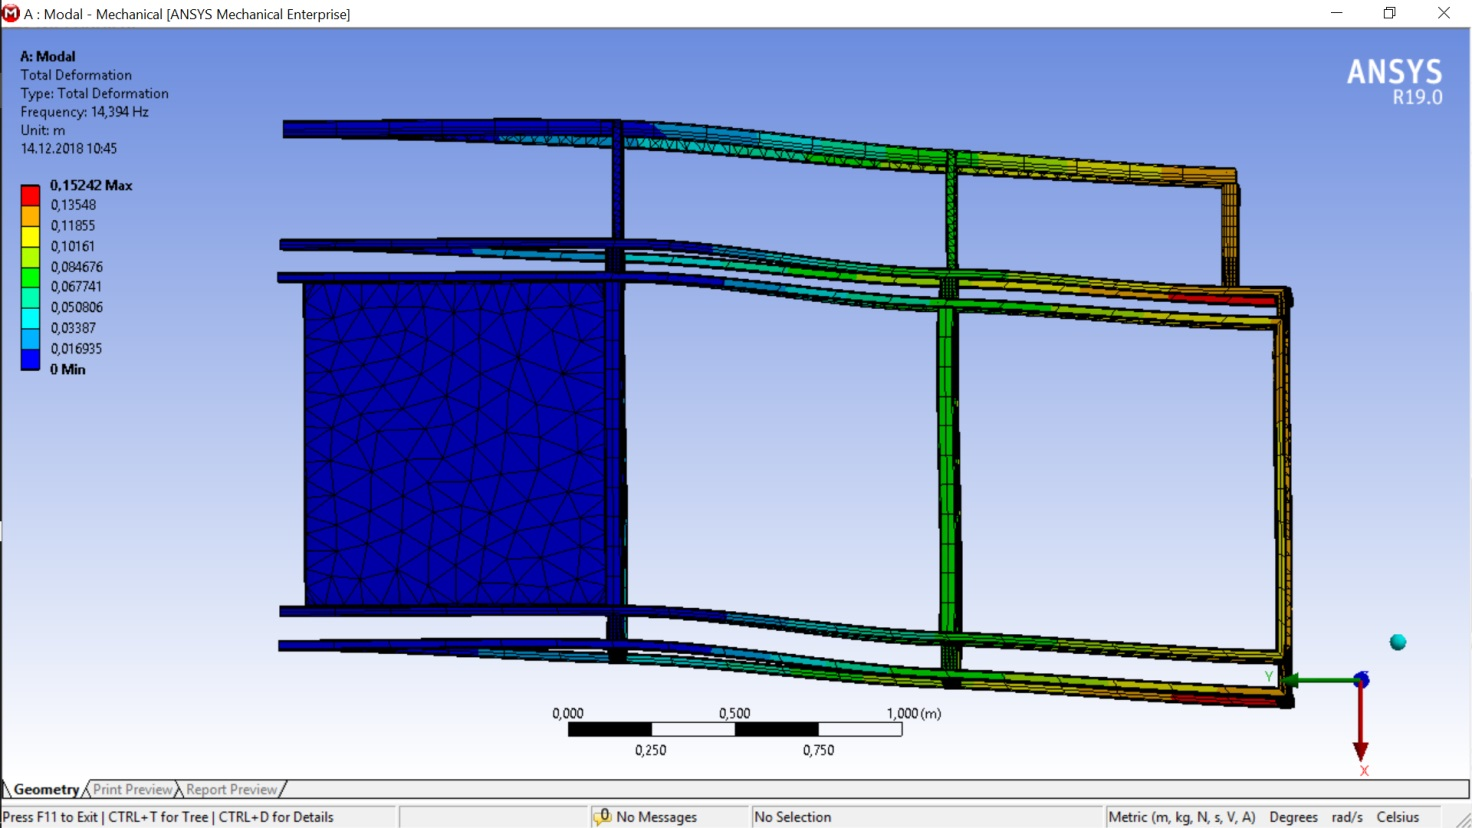 A : Modal - Mechanical [ANSYS Mechanical Enterprise]
A: Modal
Total Deformation
Type: Total Deformation
Frequency: 14,394 Hz
Unit: m
14.12.2018 10:45
ANSYS
R19.0
0,15242 Max
0,13548
0,11855
0,10161
0,084676
0,067741
0,050806
0,03387
0,016935
0 Min
Y
X
0,000 0,500 1,000 (m)
0,250 0,750
Geometry Print Preview Report Preview
Press F11 to Exit | CTRL+T for Tree | CTRL+D for Details 0 No Messages No Selection Metric (m, kg, N, s, V, A) Degrees rad/s Celsius